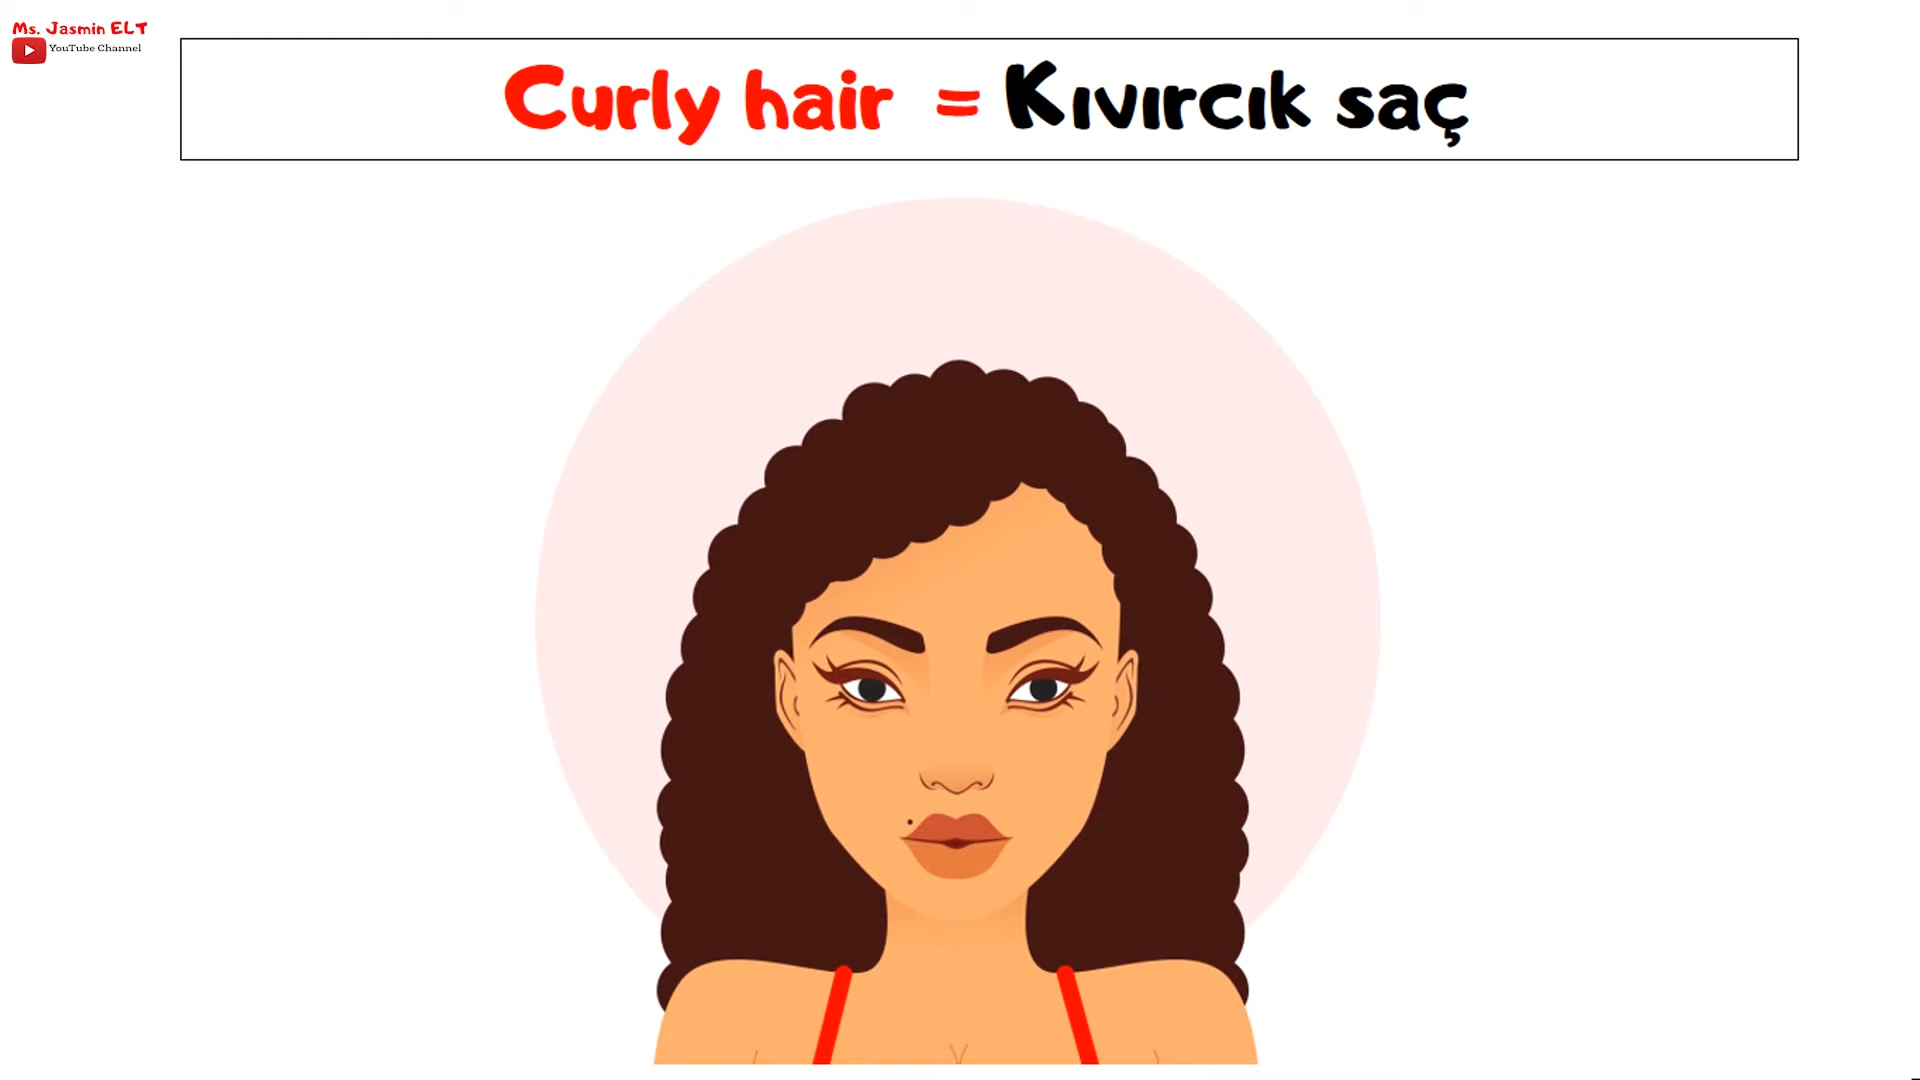 Ms. Jasmin ELT
YouTube Channel
Curly hair = Kıvırcık saç